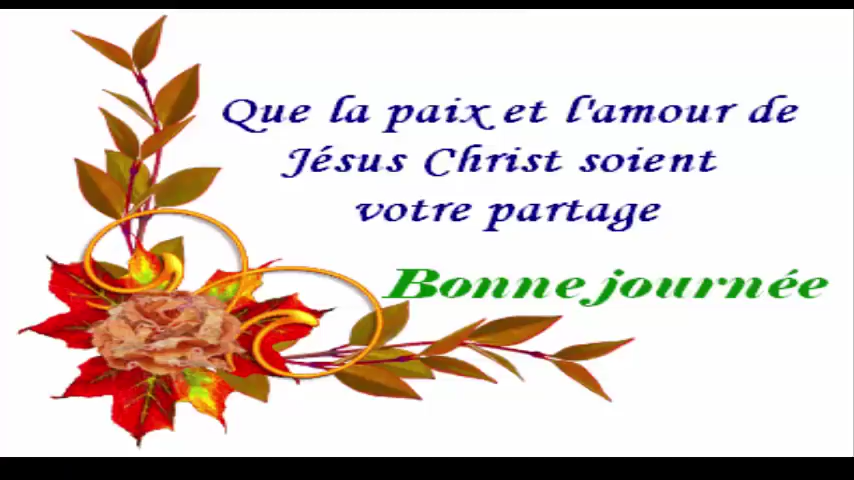 Que la paix et l'amour de
Jésus Christ soient
votre partage
Bonne journée